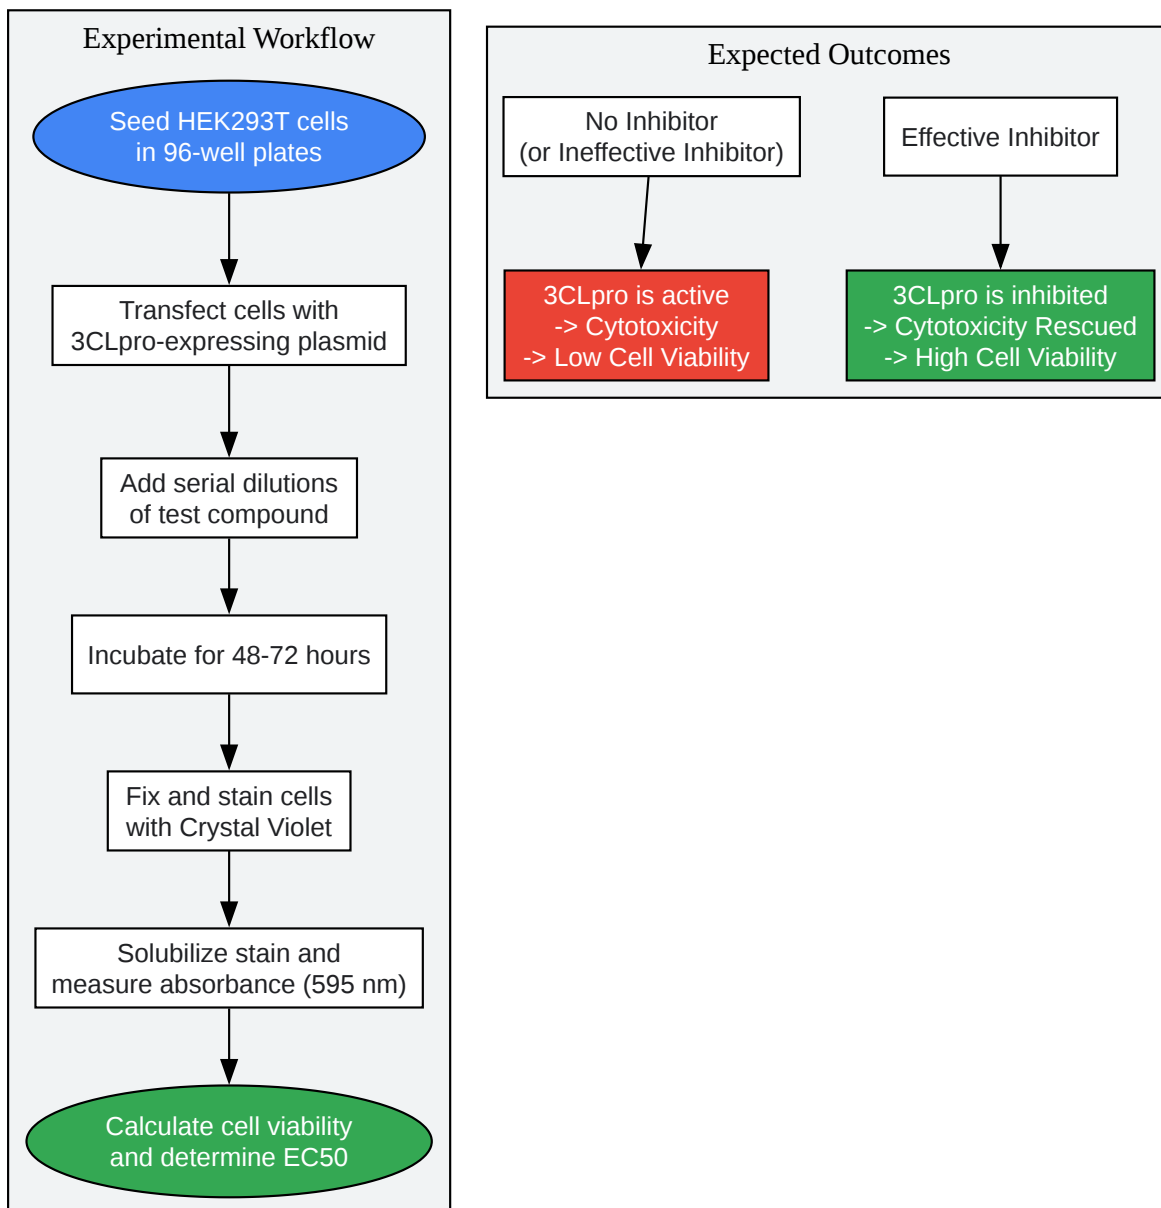 Experimental Workflow
Seed HEK293T cells
in 96-well plates
Transfect cells with
3CLpro-expressing plasmid
Add serial dilutions
of test compound
Incubate for 48-72 hours
Fix and stain cells
with Crystal Violet
Solubilize stain and
measure absorbance (595 nm)
Calculate cell viability
and determine EC50
Expected Outcomes
No Inhibitor
(or Ineffective Inhibitor)
Effective Inhibitor
3CLpro is active
-> Cytotoxicity
-> Low Cell Viability
3CLpro is inhibited
-> Cytotoxicity Rescued
-> High Cell Viability